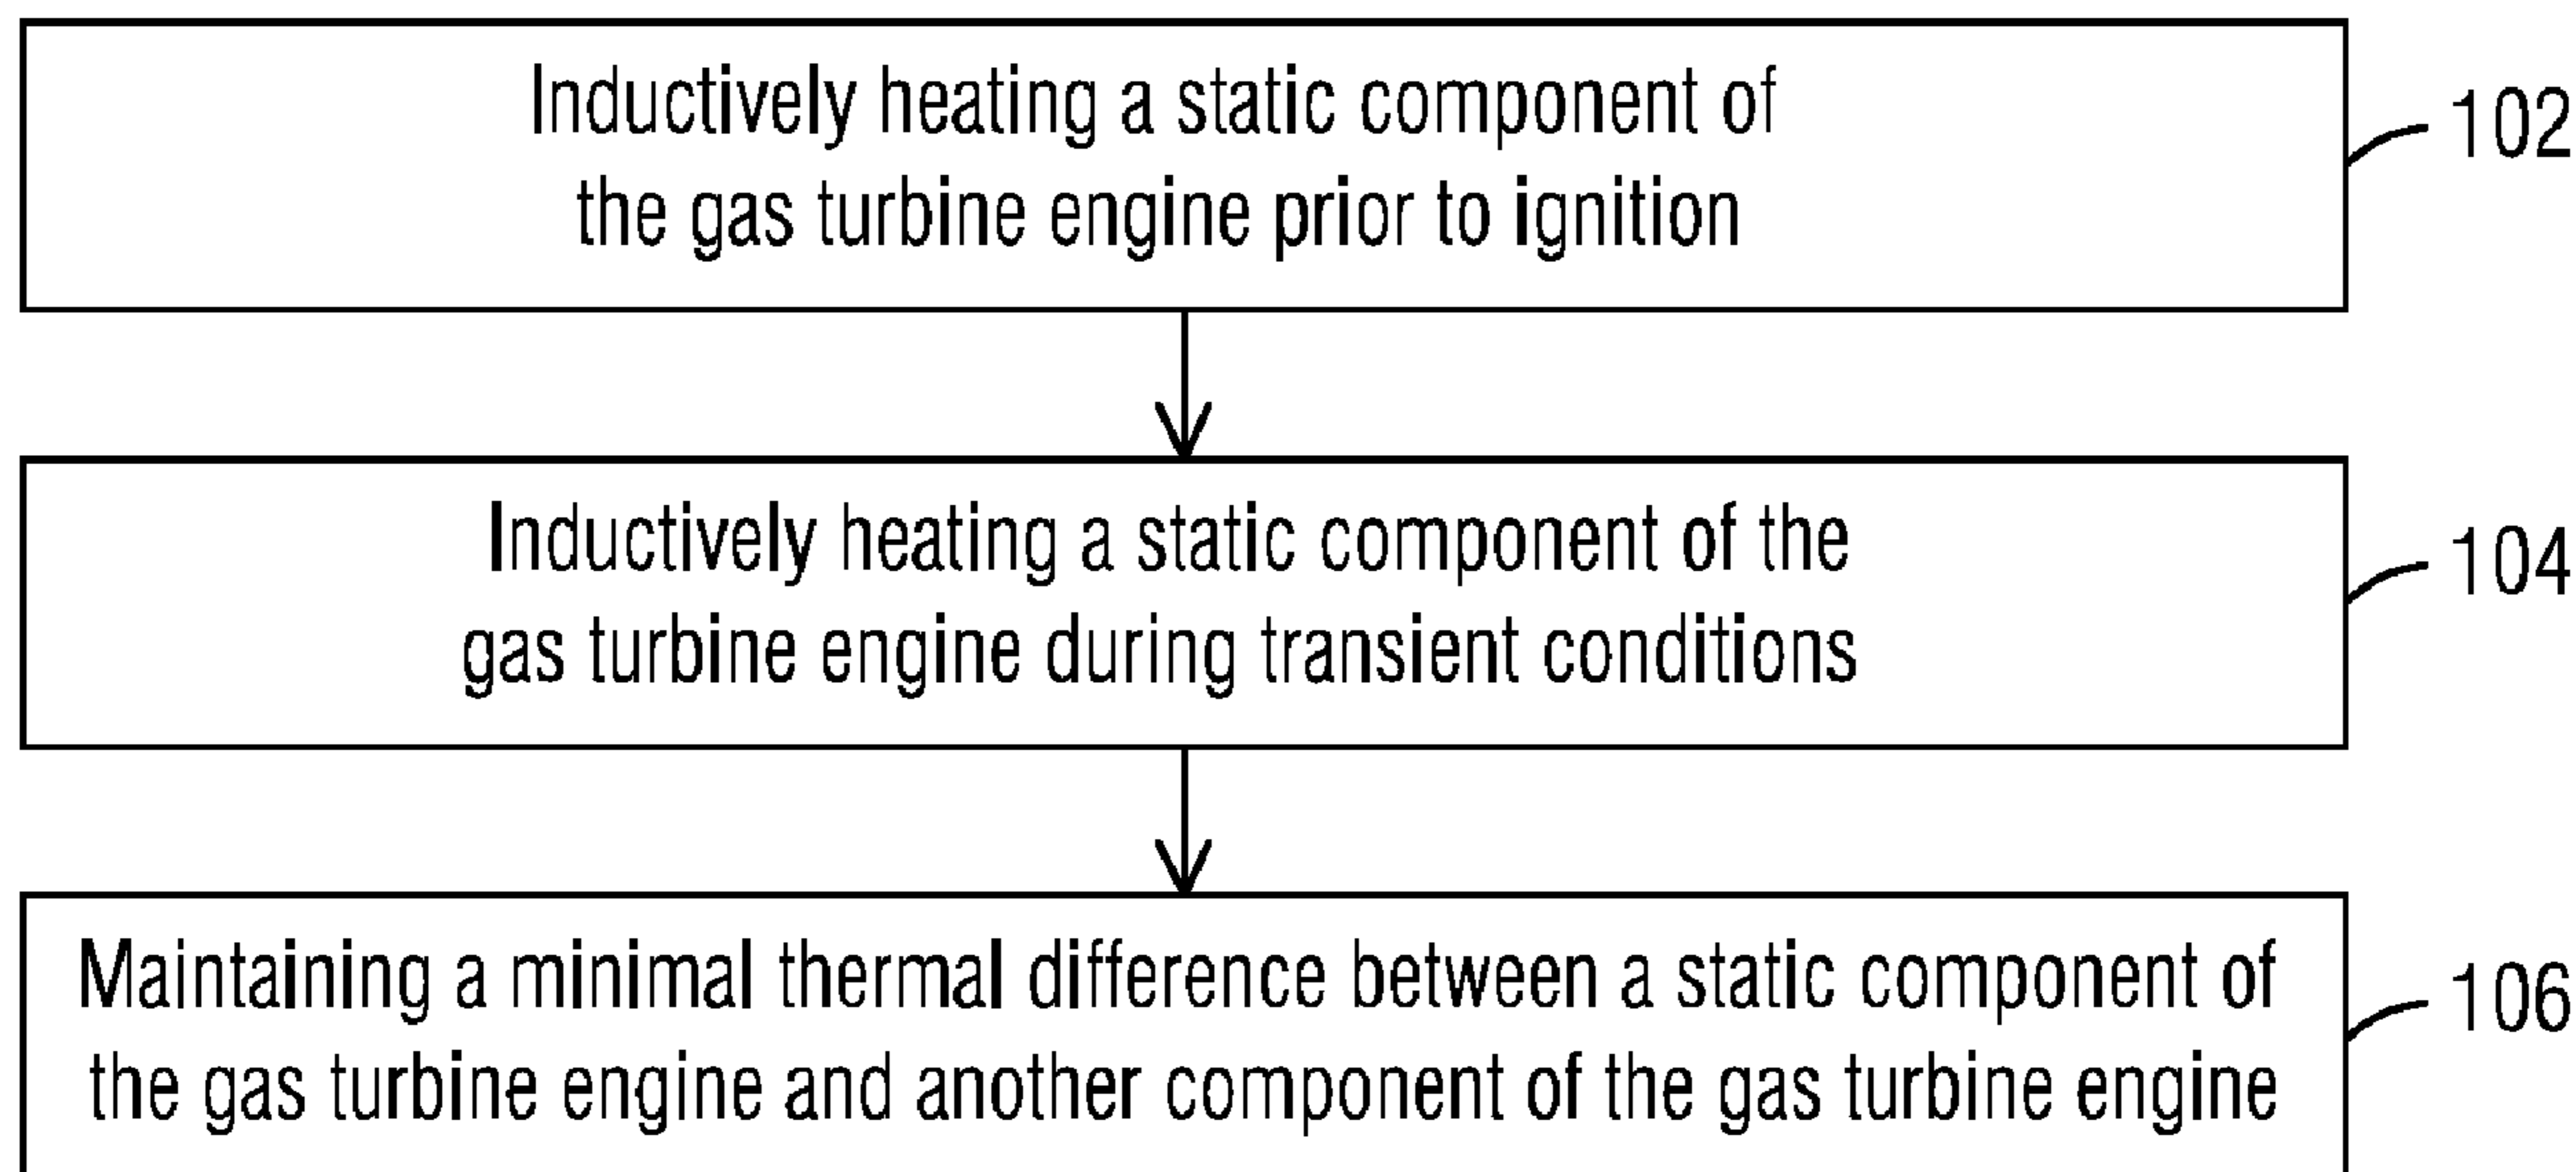 Inductively heating a static component of
the gas turbine engine prior to ignition
102
Inductively heating a static component of the
gas turbine engine during transient conditions
104
Maintaining a minimal thermal difference between a static component of
the gas turbine engine and another component of the gas turbine engine
106